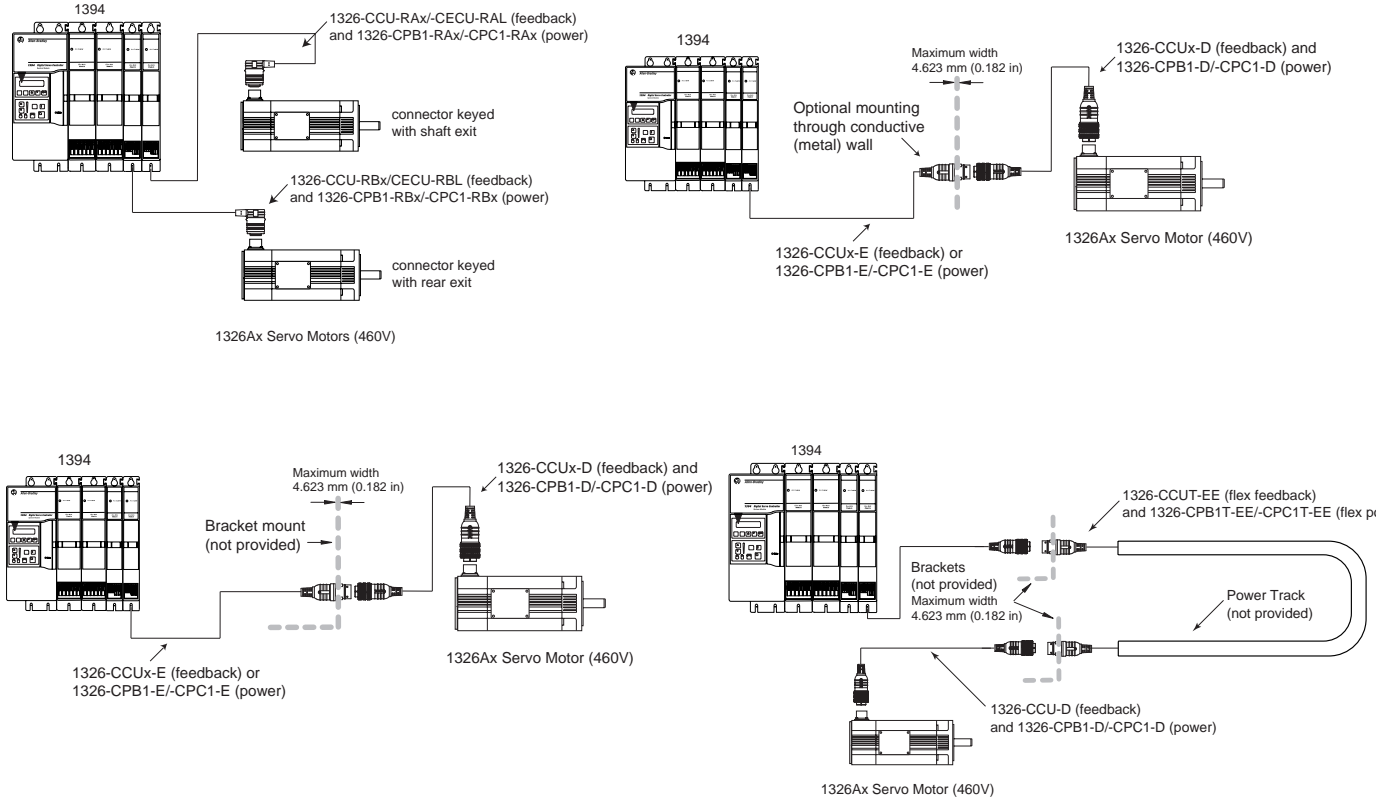 1394
1326-CCU-RAx/-CECU-RAL (feedback)
and 1326-CPB1-RAx/-CPC1-RAx (power)
connector keyed
with shaft exit
1326-CCU-RBx/CECU-RBL (feedback)
and 1326-CPB1-RBx/-CPC1-RBx (power)
connector keyed
with rear exit
1326Ax Servo Motors (460V)
1394
Maximum width
4.623 mm (0.182 in)
1326-CCUx-D (feedback) and
1326-CPB1-D/-CPC1-D (power)
Optional mounting
through conductive
(metal) wall
1326-CCUx-E (feedback) or
1326-CPB1-E/-CPC1-E (power)
1326Ax Servo Motor (460V)
1394
Maximum width
4.623 mm (0.182 in)
1326-CCUx-D (feedback) and
1326-CPB1-D/-CPC1-D (power)
Bracket mount
(not provided)
1326-CCUx-E (feedback) or
1326-CPB1-E/-CPC1-E (power)
1326Ax Servo Motor (460V)
1394
1326-CCUT-EE (flex feedback)
and 1326-CPB1T-EE/-CPC1T-EE (flex po
Brackets
(not provided)
Maximum width
4.623 mm (0.182 in)
Power Track
(not provided)
1326-CCU-D (feedback)
and 1326-CPB1-D/-CPC1-D (power)
1326Ax Servo Motor (460V)